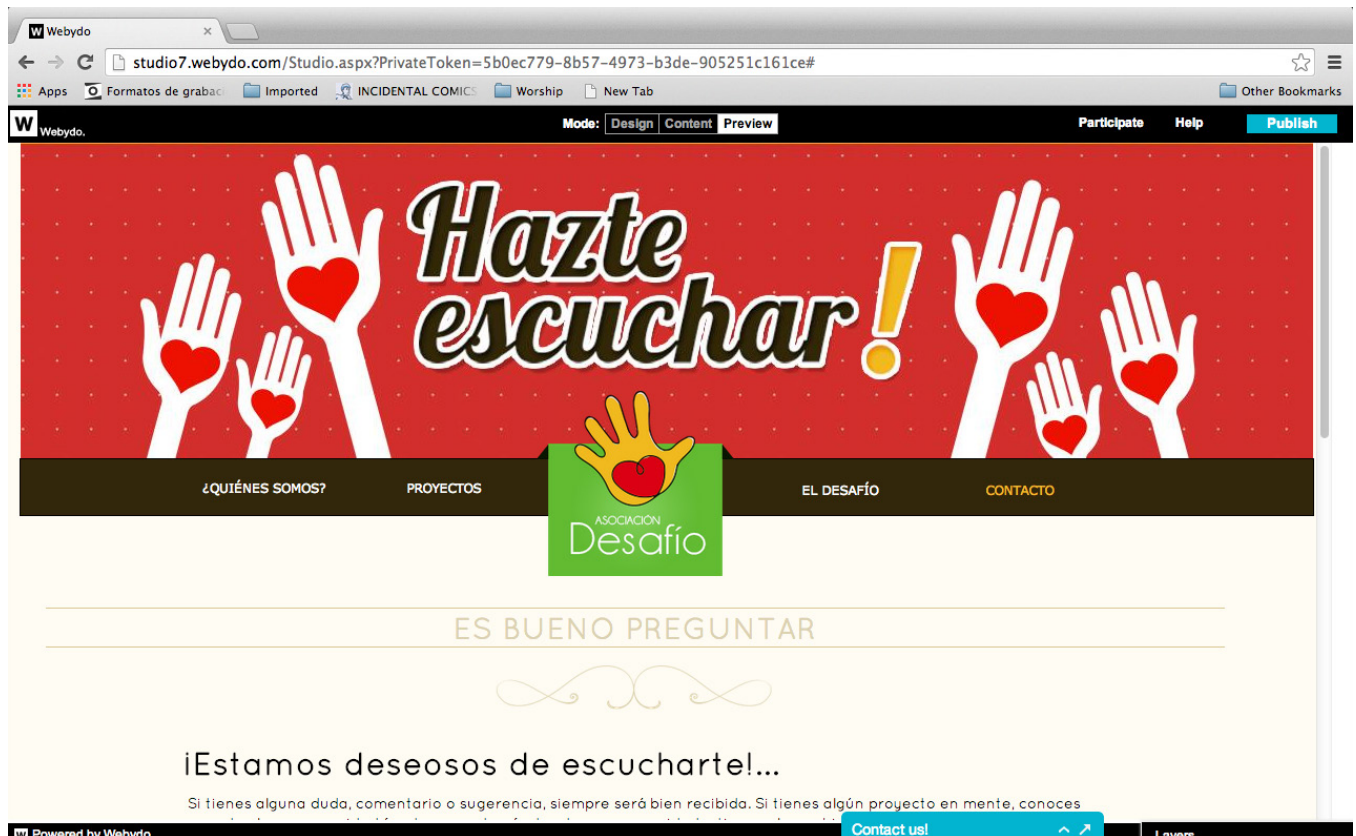 Webydo
studio7.webydo.com/Studio.aspx?PrivateToken=5b0ec779-8b57-4973-b3de-905251c161ce#
Apps Formatos de grabaci Imported INCIDENTAL COMICS Worship New Tab Other Bookmarks
W Webydo. Mode: Design Content Preview Participate Help Publish
Hazte
escuchar!
¿QUIÉNES SOMOS? PROYECTOS EL DESAFÍO CONTACTO
ASOCIACIÓN
Desafío
ES BUENO PREGUNTAR
¡Estamos deseosos de escucharte!...
Si tienes alguna duda, comentario o sugerencia, siempre será bien recibida. Si tienes algún proyecto en mente, conoces
Contact us!
W Powered by Webydo
Layers